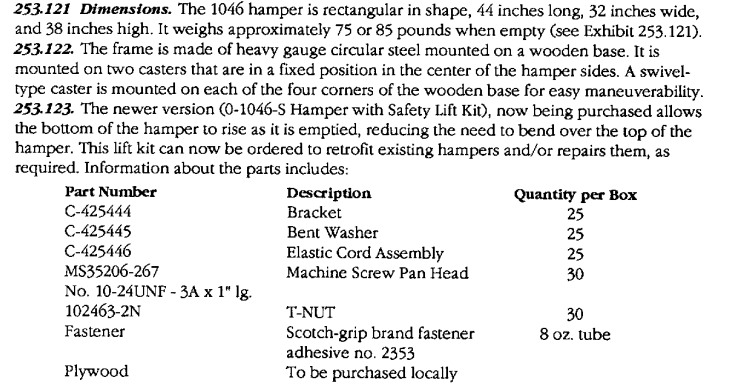 253.121 Dimensions. The 1046 hamper is rectangular in shape, 44 inches long, 32 inches wide,
and 38 inches high. It weighs approximately 75 or 85 pounds when empty (see Exhibit 253.121).
253.122. The frame is made of heavy gauge circular steel mounted on a wooden base. It is
mounted on two casters that are in a fixed position in the center of the hamper sides. A swivel-
type caster is mounted on each of the four corners of the wooden base for easy maneuverability.
253.123. The newer version (0-1046-S Hamper with Safety Lift Kit), now being purchased allows
the bottom of the hamper to rise as it is emptied, reducing the need to bend over the top of the
hamper. This lift kit can now be ordered to retrofit existing hampers and/or repairs them, as
required. Information about the parts includes:
Part Number Description Quantity per Box
C-425444 Bracket 25
C-425445 Bent Washer 25
C-425446 Elastic Cord Assembly 25
MS35206-267 Machine Screw Pan Head 30
No. 10-24UNF - 3A x 1" lg.
102463-2N T-NUT 30
Fastener Scotch-grip brand fastener 8 oz. tube
adhesive no. 2353
Plywood To be purchased locally